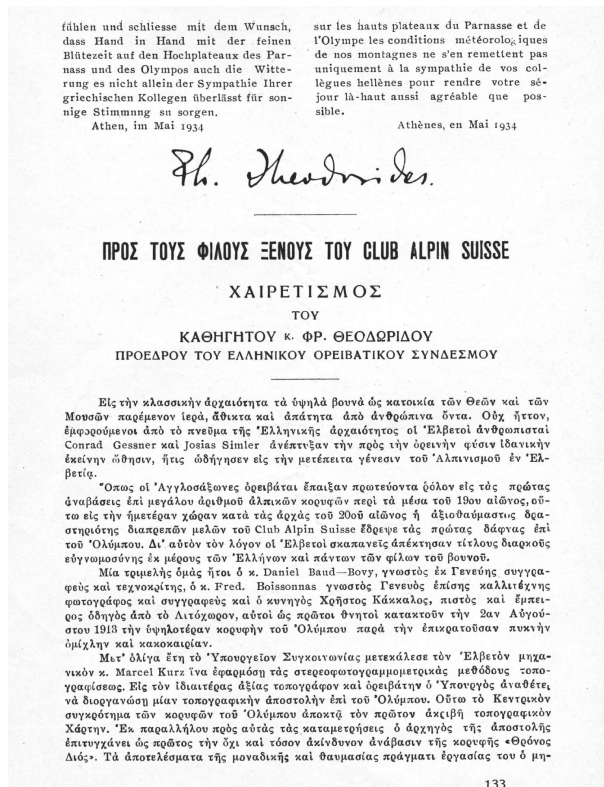 fühlen und schliesse mit dem Wunsch,
dass Hand in Hand mit der feinen
Blütezeit auf den Hochplateaux des Par-
nass und des Olympos auch die Witte-
rung es nicht allein der Sympathie Ihrer
griechischen Kollegen überlässt für son-
nige Stimmnng su sorgen.
Athen, im Mai 1934
sur les hauts plateaux du Parnasse et de
l'Olympe les conditions météorologiques
de nos montagnes ne s'en remettent pas
uniquement à la sympathie de vos col-
lègues hellènes pour rendre votre sé-
jour là-haut aussi agréable que pos-
sible.
Athènes, en Mai 1934
Ph. Theodorides.
ΠΡΟΣ ΤΟΥΣ ΦΙΛΟΥΣ ΞΕΝΟΥΣ ΤΟΥ CLUB ALPIN SUISSE
ΧΑΙΡΕΤΙΣΜΟΣ
ΤΟΥ
ΚΑΘΗΓΗΤΟΥ κ. ΦΡ. ΘΕΟΔΩΡΙΔΟΥ
ΠΡΟΕΔΡΟΥ ΤΟΥ ΕΛΛΗΝΙΚΟΥ ΟΡΕΙΒΑΤΙΚΟΥ ΣΥΝΔΕΣΜΟΥ
Εἰς τὴν κλασσικὴν ἀρχαιότητα τὰ ὑψηλὰ βουνὰ ὡς κατοικία τῶν Θεῶν καὶ τῶν
Μουσῶν παρέμενον ἱερά, ἄθικτα καὶ ἀπάτητα ἀπὸ ἀνθρώπινα ὄντα. Οὐχ ἧττον,
ἐμφορούμενοι ἀπὸ τὸ πνεῦμα τῆς Ἑλληνικῆς ἀρχαιότητος οἱ Ἑλβετοὶ ἀνθρωπισταὶ
Conrad Gessner καὶ Josias Simler ἀνέπτυξαν τὴν πρὸς τὴν ὀρεινὴν φύσιν ἰδανικὴν
ἐκείνην ὤθησιν, ἥτις ὡδήγησεν εἰς τὴν μετέπειτα γένεσιν τοῦ Ἀλπινισμοῦ ἐν Ἑλ-
βετίᾳ.
Ὅπως οἱ Ἀγγλοσάξωνες ὀρειβάται ἔπαιξαν πρωτεύοντα ῥόλον εἰς τὰς πρώτας
ἀναβάσεις ἐπὶ μεγάλου ἀριθμοῦ ἀλπικῶν κορυφῶν περὶ τὰ μέσα τοῦ 19ου αἰῶνος, οὕ-
τω εἰς τὴν ἡμετέραν χώραν κατὰ τὰς ἀρχὰς τοῦ 20οῦ αἰῶνος ἡ ἀξιοθαύμαστος δρα-
στηριότης διαπρεπῶν μελῶν τοῦ Club Alpin Suisse ἔδρεψε τὰς πρώτας δάφνας ἐπὶ
τοῦ Ὀλύμπου. Δι' αὐτὸν τὸν λόγον οἱ Ἑλβετοὶ σκαπανεῖς ἀπέκτησαν τίτλους διαρκοῦς
εὐγνωμοσύνης ἐκ μέρους τῶν Ἑλλήνων καὶ πάντων τῶν φίλων τοῦ βουνοῦ.
Μία τριμελὴς ὁμὰς ἤτοι ὁ κ. Daniel Baud—Bovy, γνωστὸς ἐκ Γενεύης συγγρα-
φεὺς καὶ τεχνοκρίτης, ὁ κ. Fred. Boissonnas γνωστὸς Γενευὸς ἐπίσης καλλιτέχνης
φωτογράφος καὶ συγγραφεὺς καὶ ὁ κυνηγὸς Χρῆστος Κάκκαλος, πιστὸς καὶ ἔμπει-
ρος ὁδηγὸς ἀπὸ τὸ Λιτόχωρον, αὐτοὶ ὡς πρῶτοι θνητοὶ κατακτοῦν τὴν 2αν Αὐγού-
στου 1913 τὴν ὑψηλοτέραν κορυφὴν τοῦ Ὀλύμπου παρὰ τὴν ἐπικρατοῦσαν πυκνὴν
ὁμίχλην καὶ κακοκαιρίαν.
Μετ' ὀλίγα ἔτη τὸ Ὑπουργεῖον Συγκοινωνίας μετεκάλεσε τὸν Ἑλβετὸν μηχα-
νικὸν κ. Marcel Kurz ἵνα ἐφαρμόσῃ τὰς στερεοφωτογραμμομετρικὰς μεθόδους τοπο-
γραφίσεως. Εἰς τὸν ἰδιαιτέρας ἀξίας τοπογράφον καὶ ὀρειβάτην ὁ Ὑπουργὸς ἀναθέτει
νὰ διοργανώσῃ μίαν τοπογραφικὴν ἀποστολὴν ἐπὶ τοῦ Ὀλύμπου. Οὕτω τὸ Κεντρικὸν
συγκρότημα τῶν κορυφῶν τοῦ Ὀλύμπου ἀποκτᾷ τὸν πρῶτον ἀκριβῆ τοπογραφικὸν
Χάρτην. Ἐκ παραλλήλου πρὸς αὐτὰς τὰς καταμετρήσεις ὁ ἀρχηγὸς τῆς ἀποστολῆς
ἐπιτυγχάνει ὡς πρῶτος τὴν ὄχι καὶ τόσον ἀκίνδυνον ἀνάβασιν τῆς κορυφῆς «Θρόνος
Διός». Τὰ ἀποτελέσματα τῆς μοναδικῆς καὶ θαυμασίας πράγματι ἐργασίας του ὁ μη-
133